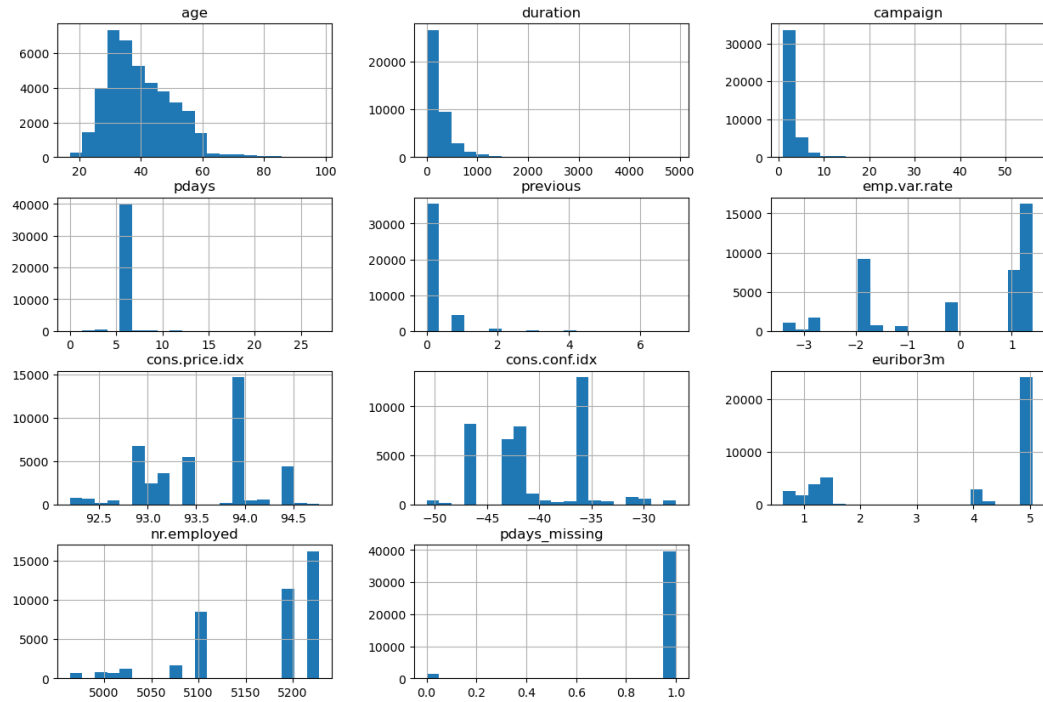 age
duration
campaign
6000
4000
2000
0
20 40 60 80 100
20000
10000
0
0 1000 2000 3000 4000 5000
30000
20000
10000
0
0 10 20 30 40 50
pdays
previous
emp.var.rate
40000
30000
20000
10000
0
0 5 10 15 20 25
30000
20000
10000
0
0 2 4 6
15000
10000
5000
0
−3 −2 −1 0 1
cons.price.idx
cons.conf.idx
euribor3m
15000
10000
5000
0
92.5 93.0 93.5 94.0 94.5
10000
5000
0
−50 −45 −40 −35 −30
20000
10000
0
1 2 3 4 5
nr.employed
pdays_missing
15000
10000
5000
0
5000 5050 5100 5150 5200
40000
30000
20000
10000
0
0.0 0.2 0.4 0.6 0.8 1.0